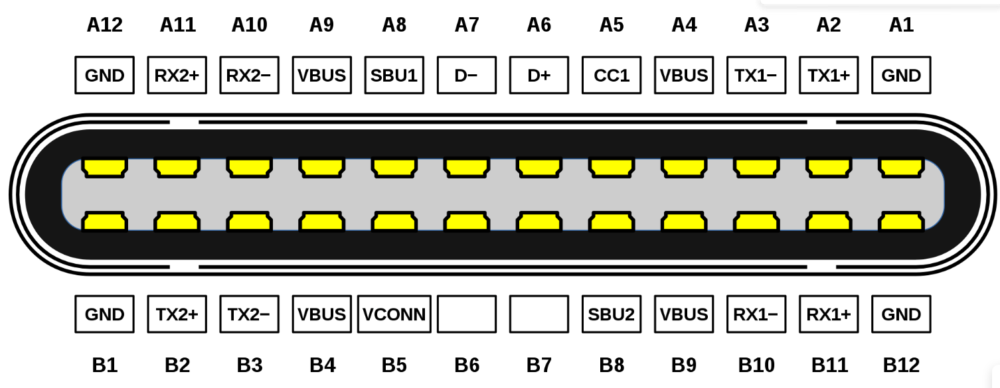 A12 A11 A10 A9 A8 A7 A6 A5 A4 A3 A2 A1
GND RX2+ RX2− VBUS SBU1 D− D+ CC1 VBUS TX1− TX1+ GND
GND TX2+ TX2− VBUS VCONN SBU2 VBUS RX1− RX1+ GND
B1 B2 B3 B4 B5 B6 B7 B8 B9 B10 B11 B12